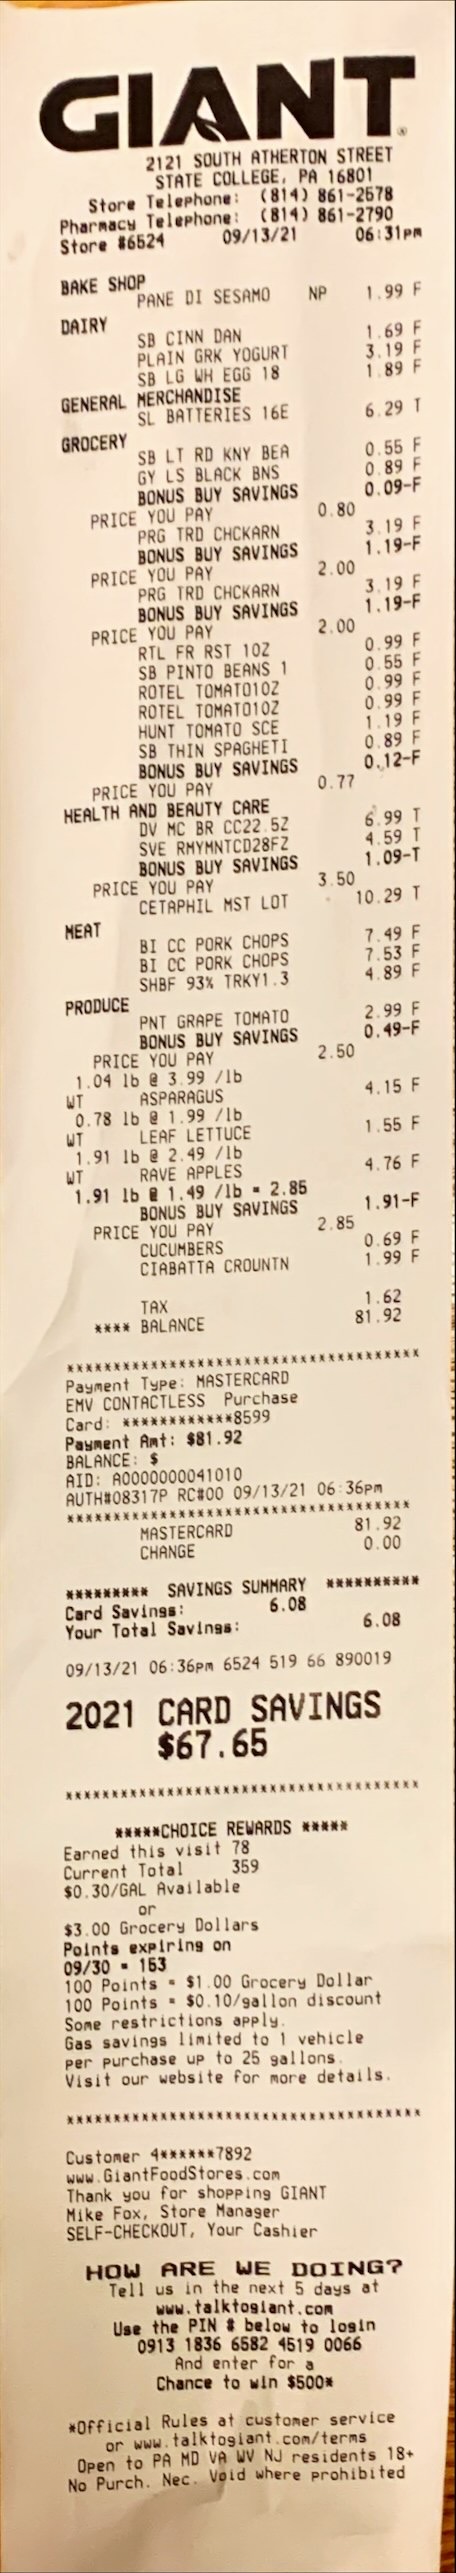 GIANT
2121 SOUTH ATHERTON STREET
STATE COLLEGE, PA 16801
Store Telephone: (814) 861-2578
Pharmacy Telephone: (814) 861-2790
Store #6524 09/13/21 06:31pm
BAKE SHOP
PANE DI SESAMO NP 1.99 F
DAIRY
SB CINN DAN 1.69 F
PLAIN GRK YOGURT 3.19 F
SB LG WH EGG 18 1.89 F
GENERAL MERCHANDISE
SL BATTERIES 16E 6.29 T
GROCERY
SB LT RD KNY BEA 0.55 F
GY LS BLACK BNS 0.89 F
BONUS BUY SAVINGS 0.09-F
PRICE YOU PAY 0.80
PRG TRD CHCKARN 3.19 F
BONUS BUY SAVINGS 1.19-F
PRICE YOU PAY 2.00
PRG TRD CHCKARN 3.19 F
BONUS BUY SAVINGS 1.19-F
PRICE YOU PAY 2.00
RTL FR RST 10Z 0.99 F
SB PINTO BEANS 1 0.55 F
ROTEL TOMATO10Z 0.99 F
ROTEL TOMATO10Z 0.99 F
HUNT TOMATO SCE 1.19 F
SB THIN SPAGHETI 0.89 F
BONUS BUY SAVINGS 0.12-F
PRICE YOU PAY 0.77
HEALTH AND BEAUTY CARE
DV MC BR CC22.5Z 6.99 T
SVE RMYMNTCD28FZ 4.59 T
BONUS BUY SAVINGS 1.09-T
PRICE YOU PAY 3.50
CETAPHIL MST LOT 10.29 T
MEAT
BI CC PORK CHOPS 7.49 F
BI CC PORK CHOPS 7.53 F
SHBF 93% TRKY1.3 4.89 F
PRODUCE
PNT GRAPE TOMATO 2.99 F
BONUS BUY SAVINGS 0.49-F
PRICE YOU PAY 2.50
1.04 lb @ 3.99 /lb
WT ASPARAGUS 4.15 F
0.78 lb @ 1.99 /lb
WT LEAF LETTUCE 1.55 F
1.91 lb @ 2.49 /lb
WT RAVE APPLES 4.76 F
1.91 lb @ 1.49 /lb = 2.85
BONUS BUY SAVINGS 1.91-F
PRICE YOU PAY 2.85
CUCUMBERS 0.69 F
CIABATTA CROUNTN 1.99 F
TAX 1.62
**** BALANCE 81.92
***************************************
Payment Type: MASTERCARD
EMV CONTACTLESS Purchase
Card: ************8599
Payment Amt: $81.92
BALANCE: $
AID: A0000000041010
AUTH#08317P RC#00 09/13/21 06:36pm
***************************************
MASTERCARD 81.92
CHANGE 0.00
********* SAVINGS SUMMARY **********
Card Savings: 6.08
Your Total Savings: 6.08
09/13/21 06:36pm 6524 519 66 890019
2021 CARD SAVINGS
$67.65
***************************************
*****CHOICE REWARDS *****
Earned this visit 78
Current Total 359
$0.30/GAL Available
or
$3.00 Grocery Dollars
Points expiring on
09/30 = 153
100 Points = $1.00 Grocery Dollar
100 Points = $0.10/gallon discount
Some restrictions apply.
Gas savings limited to 1 vehicle
per purchase up to 25 gallons.
Visit our website for more details.
***************************************
Customer 4******7892
www.GiantFoodStores.com
Thank you for shopping GIANT
Mike Fox, Store Manager
SELF-CHECKOUT, Your Cashier
HOW ARE WE DOING?
Tell us in the next 5 days at
www.talktogiant.com
Use the PIN # below to login
0913 1836 6582 4519 0066
And enter for a
Chance to win $500*
*Official Rules at customer service
or www.talktogiant.com/terms
Open to PA MD VA WV NJ residents 18+
No Purch. Nec. Void where prohibited